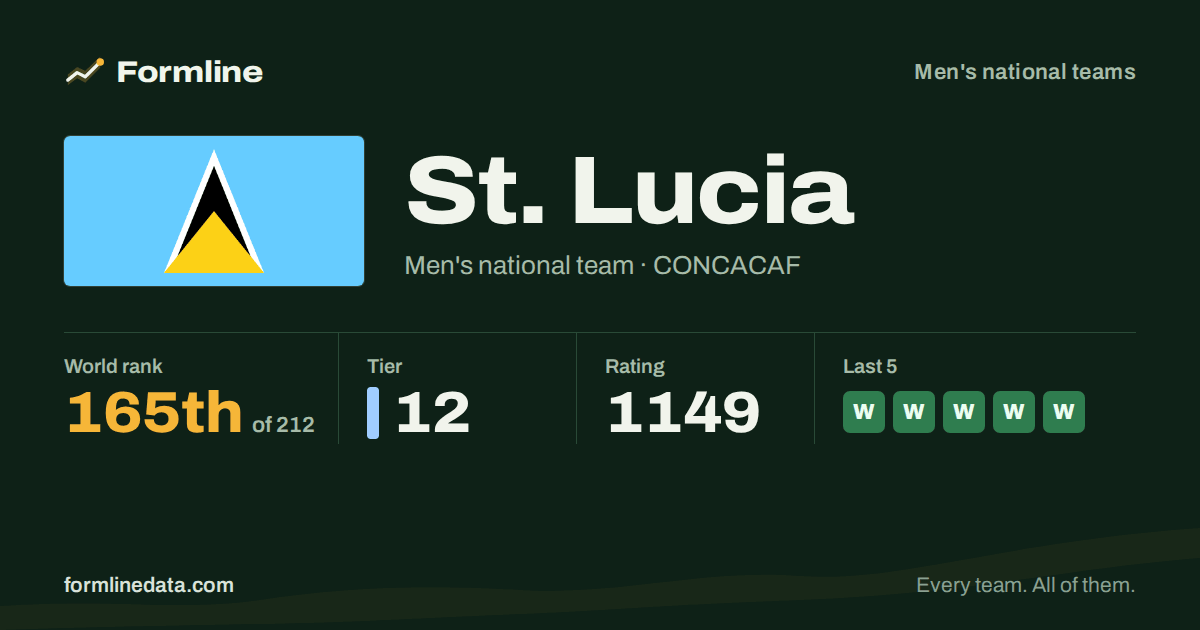 Formline
Men's national teams
St. Lucia
Men's national team · CONCACAF
World rank
165th of 212
Tier
12
Rating
1149
Last 5
W W W W W
formlinedata.com
Every team. All of them.